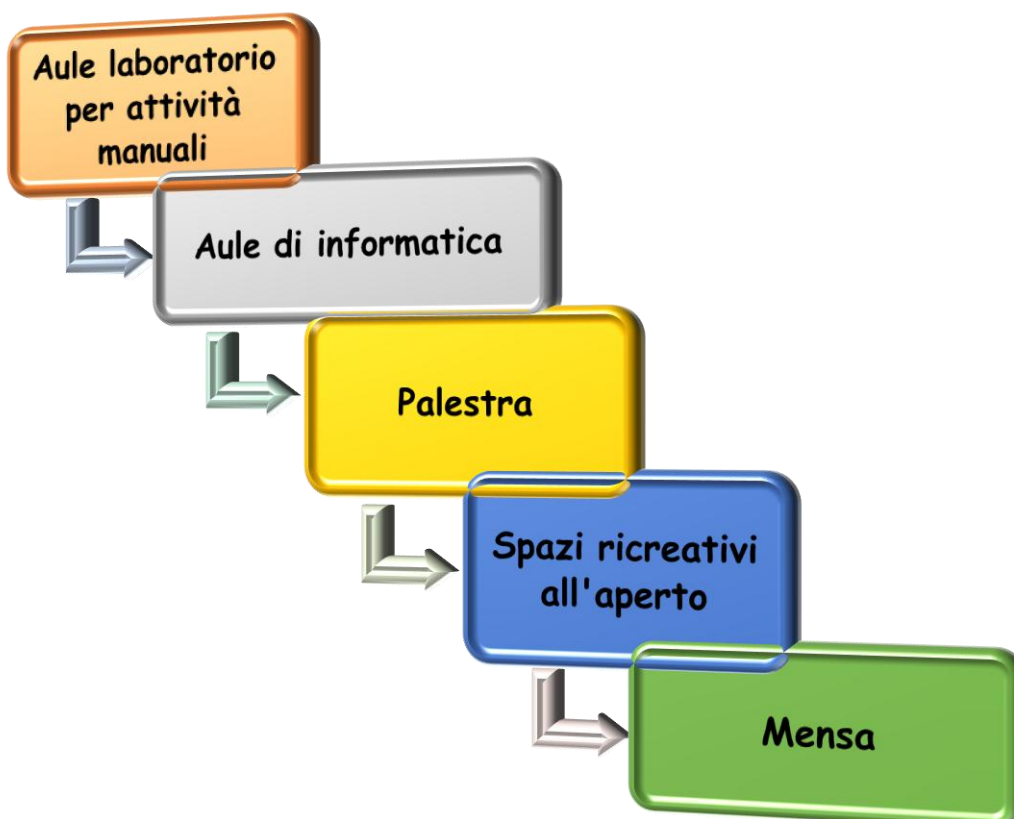 Aule laboratorio
per attività
manuali
Aule di informatica
Palestra
Spazi ricreativi
all'aperto
Mensa